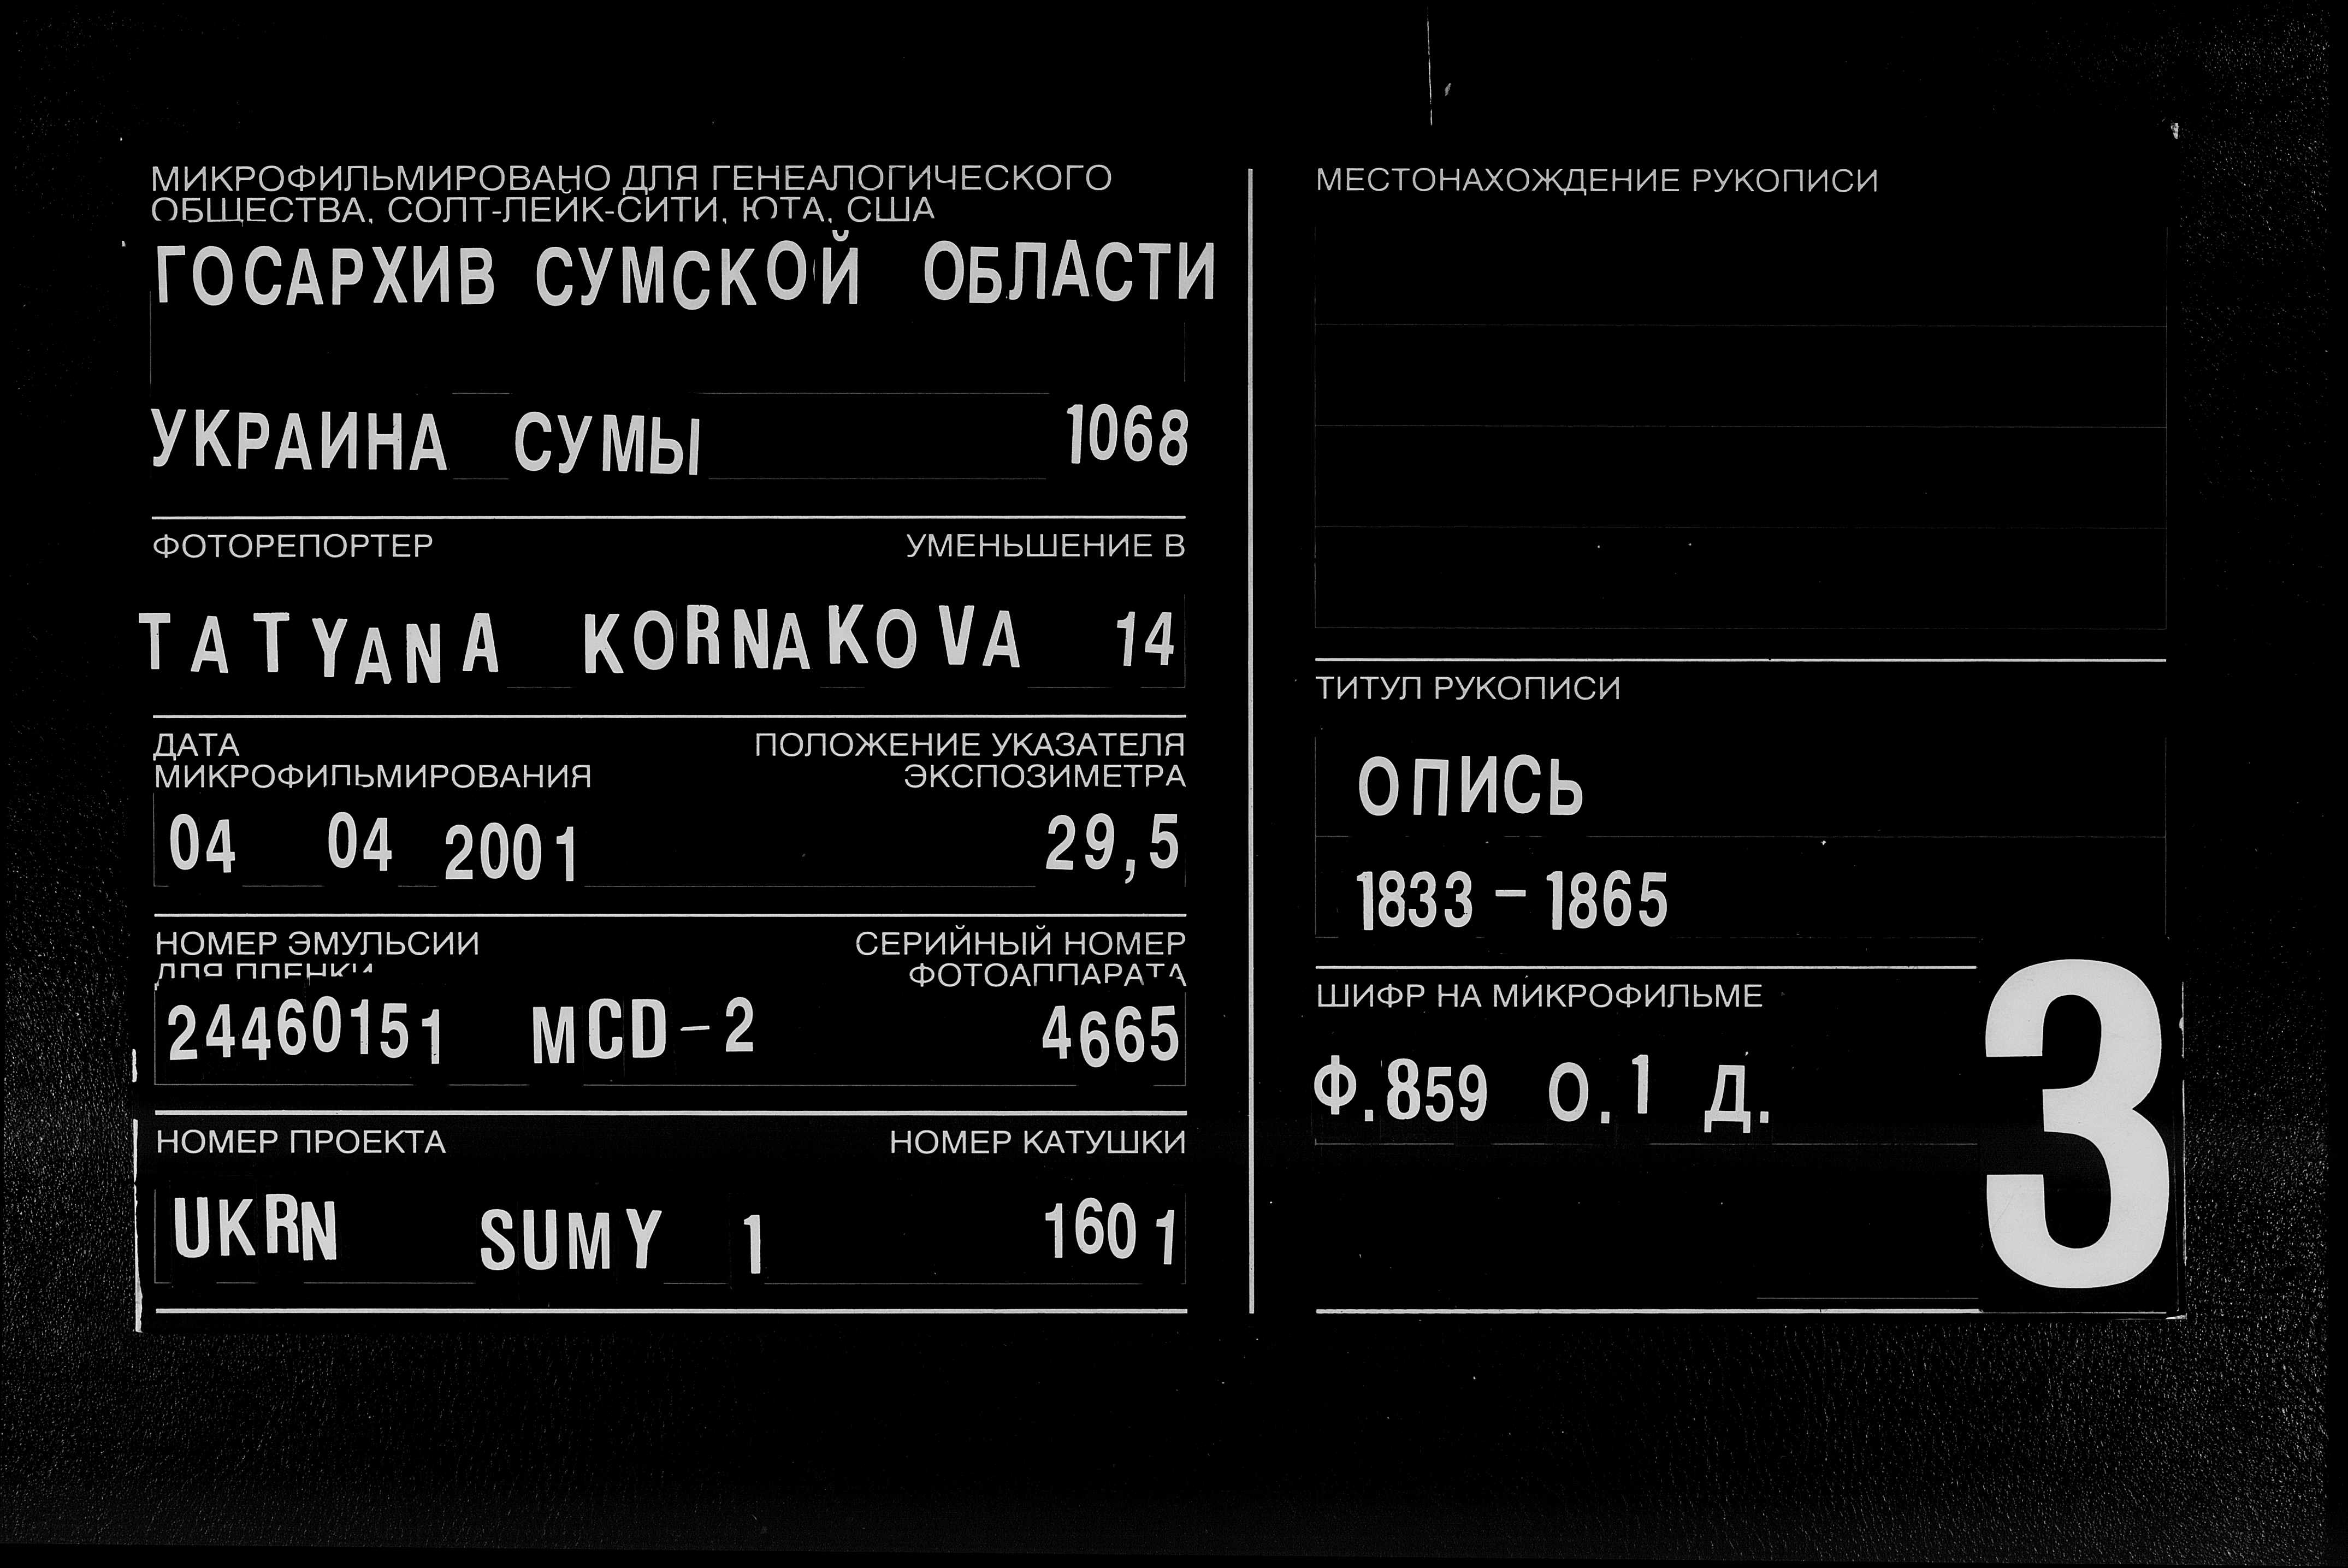 МИКРОФИЛЬМИРОВАНО ДЛЯ ГЕНЕАЛОГИЧЕСКОГО
ОБЩЕСТВА, СОЛТ-ЛЕЙК-СИТИ, ЮТА, США
ГОСАРХИВ СУМСКОЙ ОБЛАСТИ
УКРАИНА СУМЫ 1068
ФОТОРЕПОРТЕР УМЕНЬШЕНИЕ В
TATYANA KORNAKOVA 14
ДАТА ПОЛОЖЕНИЕ УКАЗАТЕЛЯ
МИКРОФИЛЬМИРОВАНИЯ ЭКСПОЗИМЕТРА
04 04 2001 29,5
НОМЕР ЭМУЛЬСИИ СЕРИЙНЫЙ НОМЕР
ДЛЯ ПЛЕНКИ ФОТОАППАРАТА
24460151 MCD-2 4665
НОМЕР ПРОЕКТА НОМЕР КАТУШКИ
UKRN SUMY 1 1601
МЕСТОНАХОЖДЕНИЕ РУКОПИСИ
ТИТУЛ РУКОПИСИ
ОПИСЬ
1833-1865
ШИФР НА МИКРОФИЛЬМЕ
Ф.859 О.1 Д.
3